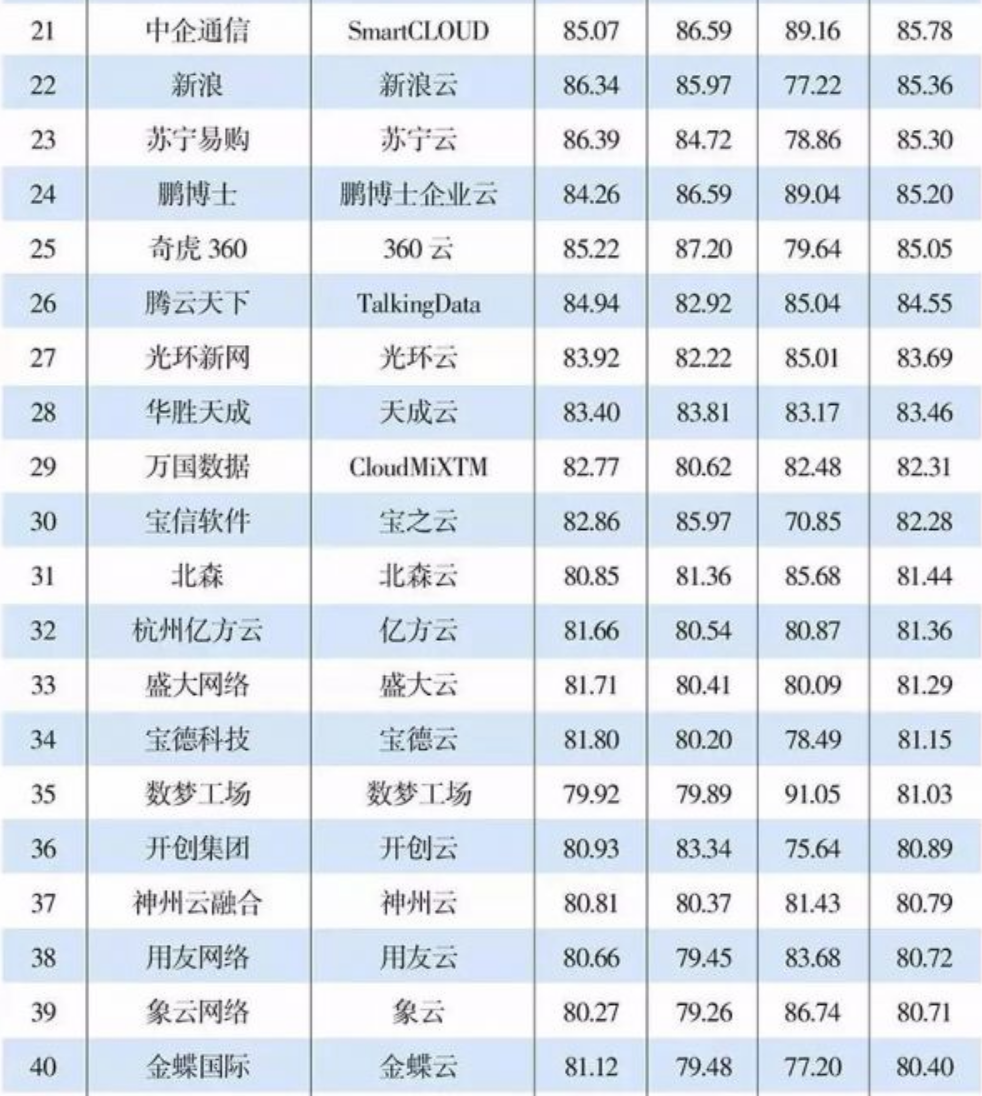 21 中企通信 SmartCLOUD 85.07 86.59 89.16 85.78
22 新浪 新浪云 86.34 85.97 77.22 85.36
23 苏宁易购 苏宁云 86.39 84.72 78.86 85.30
24 鹏博士 鹏博士企业云 84.26 86.59 89.04 85.20
25 奇虎 360 360 云 85.22 87.20 79.64 85.05
26 腾云天下 TalkingData 84.94 82.92 85.04 84.55
27 光环新网 光环云 83.92 82.22 85.01 83.69
28 华胜天成 天成云 83.40 83.81 83.17 83.46
29 万国数据 CloudMiXTM 82.77 80.62 82.48 82.31
30 宝信软件 宝之云 82.86 85.97 70.85 82.28
31 北森 北森云 80.85 81.36 85.68 81.44
32 杭州亿方云 亿方云 81.66 80.54 80.87 81.36
33 盛大网络 盛大云 81.71 80.41 80.09 81.29
34 宝德科技 宝德云 81.80 80.20 78.49 81.15
35 数梦工场 数梦工场 79.92 79.89 91.05 81.03
36 开创集团 开创云 80.93 83.34 75.64 80.89
37 神州云融合 神州云 80.81 80.37 81.43 80.79
38 用友网络 用友云 80.66 79.45 83.68 80.72
39 象云网络 象云 80.27 79.26 86.74 80.71
40 金蝶国际 金蝶云 81.12 79.48 77.20 80.40